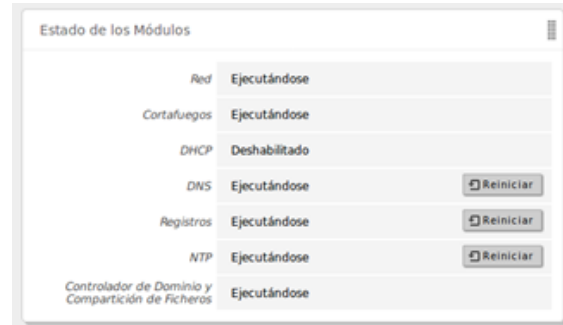 Estado de los Módulos
Red Ejecutándose
Cortafuegos Ejecutándose
DHCP Deshabilitado
DNS Ejecutándose Reiniciar
Registros Ejecutándose Reiniciar
NTP Ejecutándose Reiniciar
Controlador de Dominio y
Compartición de Ficheros Ejecutándose